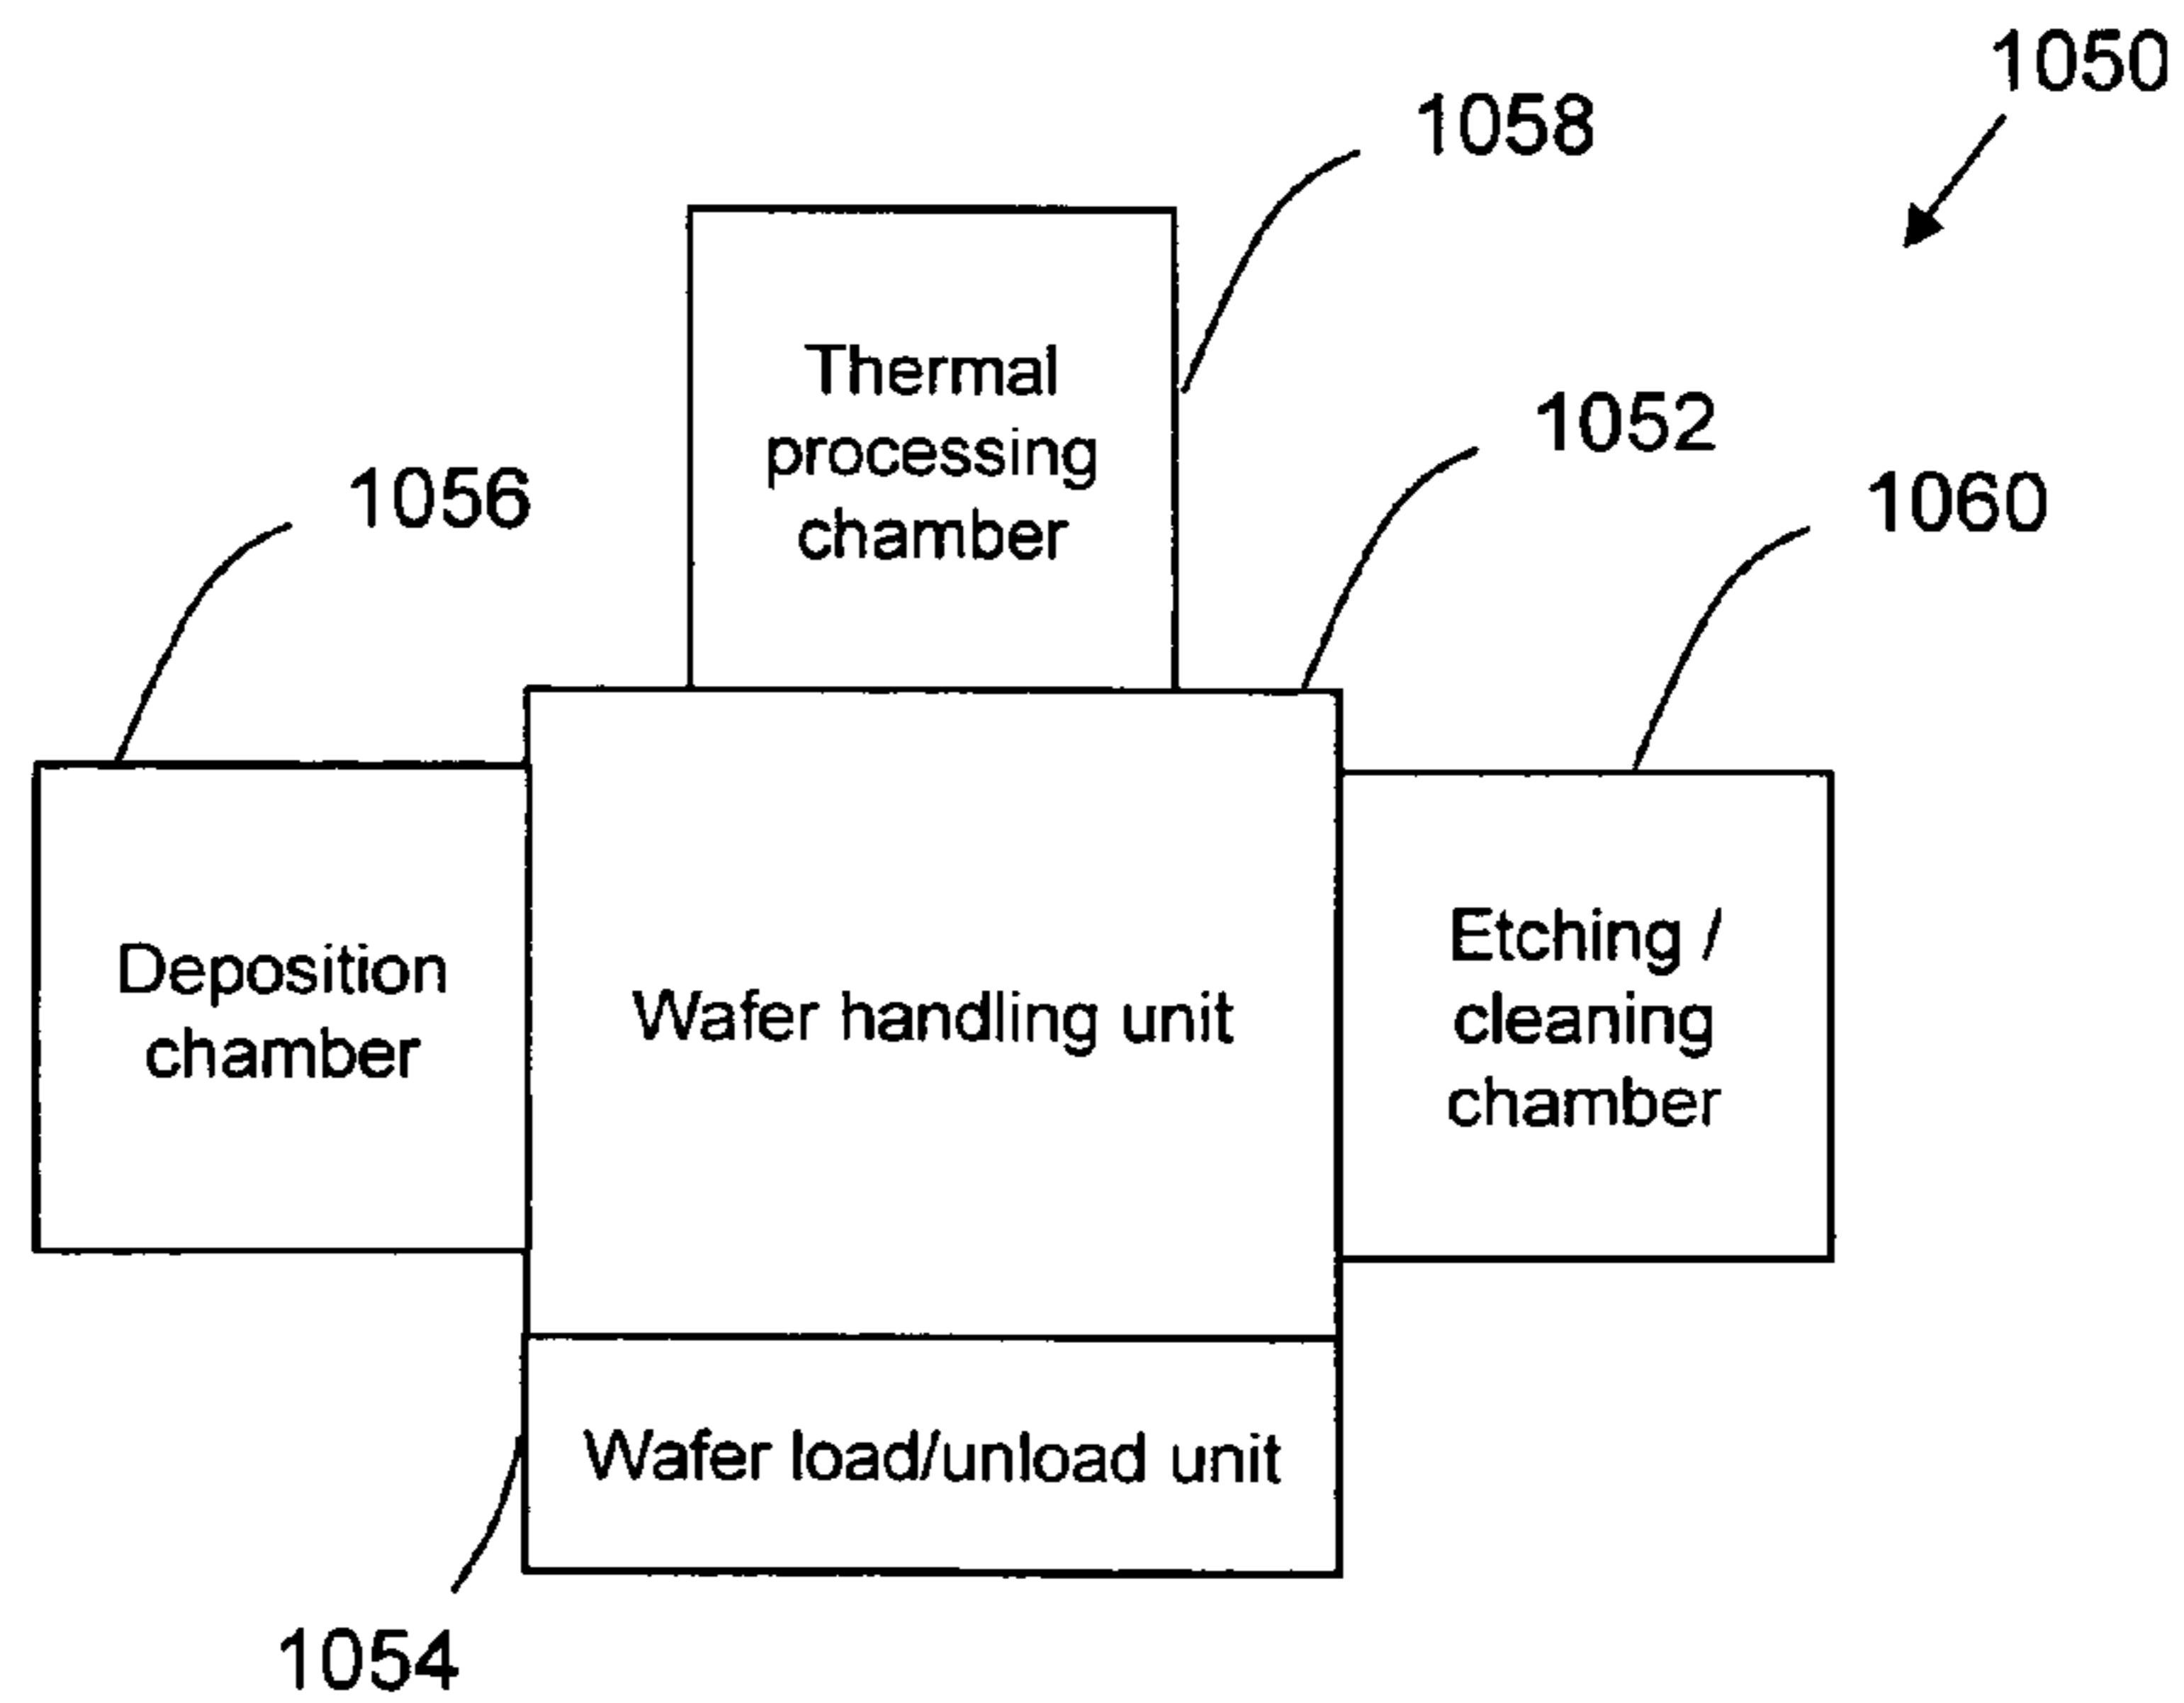 1050
1058
Thermal
processing
chamber
1052
1056
1060
Deposition
chamber
Wafer handling unit
Etching /
cleaning
chamber
Wafer load/unload unit
1054